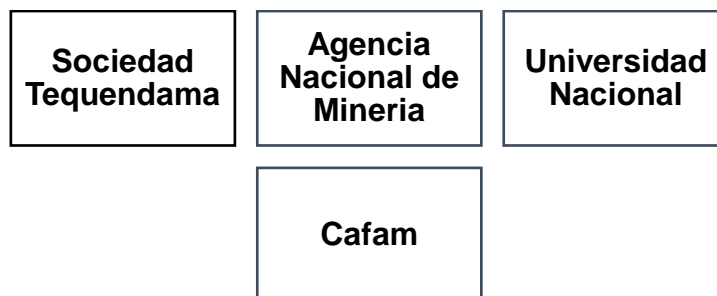 Sociedad
Tequendama
Agencia
Nacional de
Mineria
Universidad
Nacional
Cafam